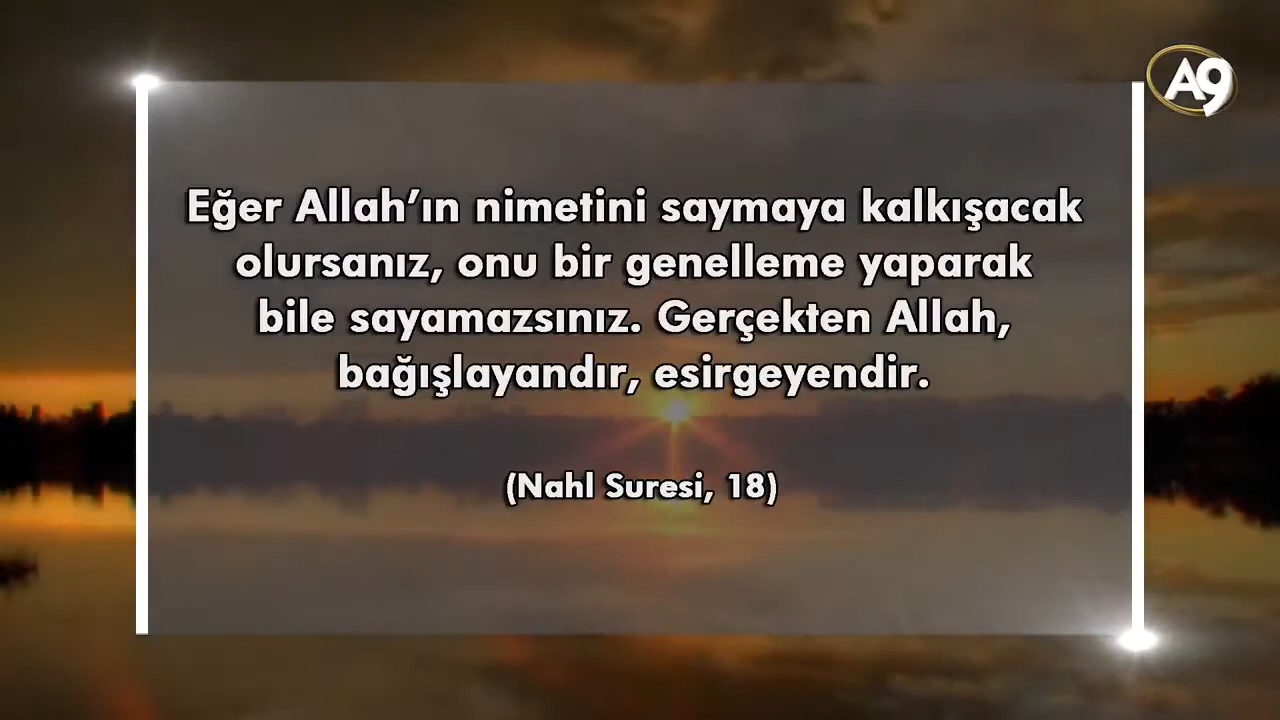 A9
Eğer Allah’ın nimetini saymaya kalkışacak
olursanız, onu bir genelleme yaparak
bile sayamazsınız. Gerçekten Allah,
bağışlayandır, esirgeyendir.
(Nahl Suresi, 18)